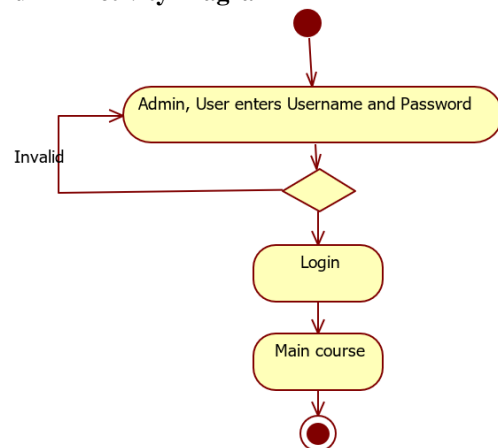 Admin, User enters Username and Password
Invalid
Login
Main course